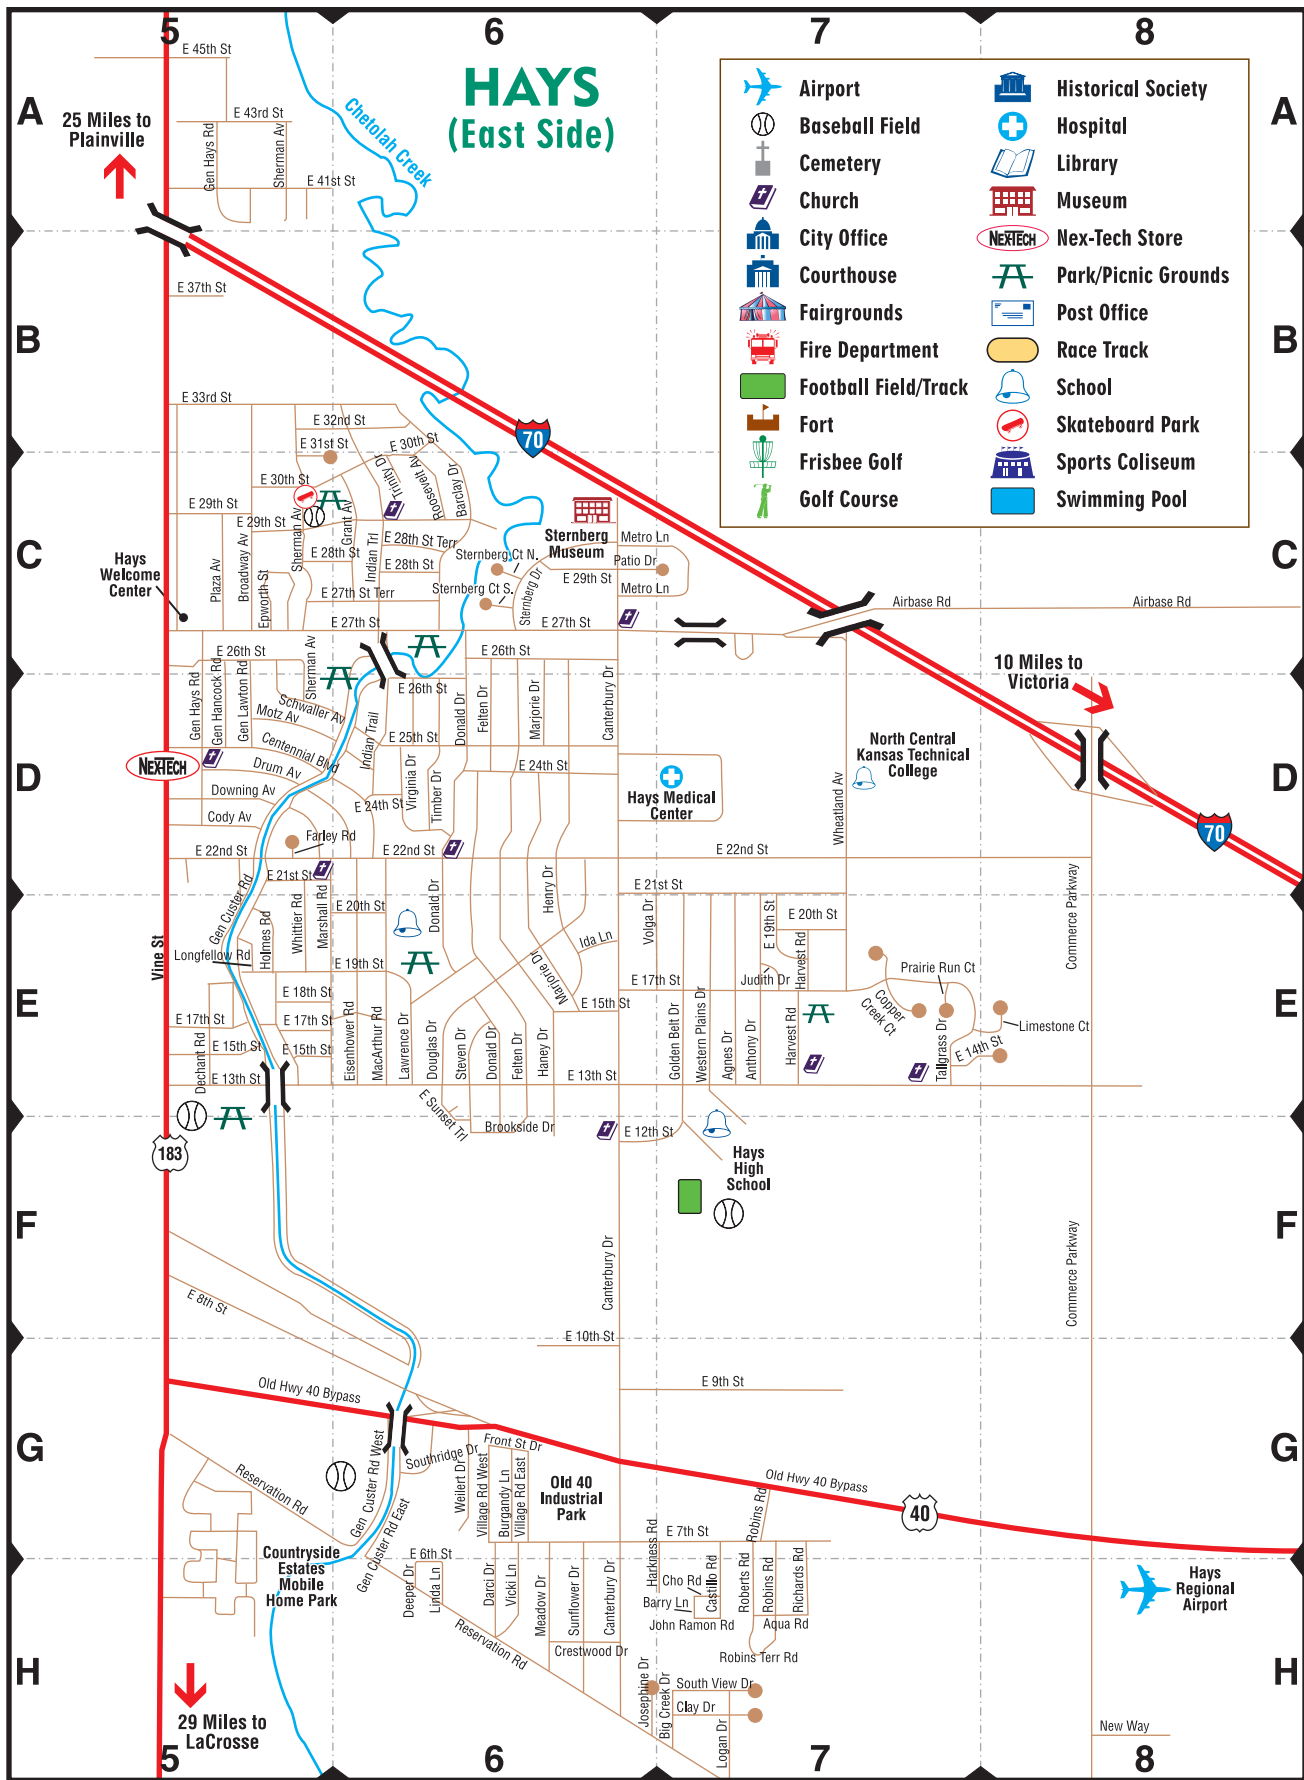 5
6
7
8
A
A
B
B
C
C
D
D
E
E
F
F
G
G
H
H
5
6
7
8
HAYS
(East Side)
Airport
Baseball Field
Cemetery
Church
City Office
Courthouse
Fairgrounds
Fire Department
Football Field/Track
Fort
Frisbee Golf
Golf Course
Historical Society
Hospital
Library
Museum
NEX-TECH
Nex-Tech Store
Park/Picnic Grounds
Post Office
Race Track
School
Skateboard Park
Sports Coliseum
Swimming Pool
E 45th St
25 Miles to
Plainville
E 43rd St
Gen Hays Rd
Sherman Av
E 41st St
Chetolah Creek
E 37th St
E 33rd St
E 32nd St
E 31st St
E 30th St
70
E 30th St
Trinity Dr
Roosevelt Av
Barclay Dr
E 29th St
E 29th St
Sherman Av
Grant Av
Plaza Av
Broadway Av
Epworth St
Indian Trl
E 28th St Terr
E 28th St
E 28th St
E 27th St Terr
E 27th St
Hays
Welcome
Center
Sternberg
Museum
Sternberg Ct N.
Sternberg Ct S.
Sternberg Dr
Metro Ln
Patio Dr
E 29th St
Metro Ln
E 27th St
Airbase Rd
Airbase Rd
E 26th St
Sherman Av
E 26th St
E 26th St
Gen Hays Rd
Gen Hancock Rd
Gen Lawton Rd
Schwaller Av
Motz Av
Centennial Blvd
Drum Av
Downing Av
Cody Av
Indian Trail
E 25th St
Virginia Dr
Timber Dr
E 24th St
E 24th St
Donald Dr
Felten Dr
Marjorie Dr
Canterbury Dr
Hays Medical
Center
North Central
Kansas Technical
College
Wheatland Av
10 Miles to
Victoria
NEX-TECH
70
Farley Rd
E 22nd St
E 22nd St
E 22nd St
E 21st St
E 21st St
Gen Custer Rd
Longfellow Rd
Holmes Rd
Whittier Rd
Marshall Rd
E 20th St
E 19th St
Donald Dr
Henry Dr
Ida Ln
Marjorie Dr
Volga Dr
E 19th St
E 20th St
Harvest Rd
Judith Dr
E 17th St
Prairie Run Ct
Copper
Creek Ct
Limestone Ct
E 14th St
Tallgrass Dr
Commerce Parkway
Vine St
E 18th St
E 17th St
E 17th St
E 15th St
E 15th St
E 15th St
Dechant Rd
E 13th St
E 13th St
Eisenhower Rd
MacArthur Rd
Lawrence Dr
Douglas Dr
Steven Dr
Donald Dr
Felten Dr
Haney Dr
Golden Belt Dr
Western Plains Dr
Agnes Dr
Anthony Dr
Harvest Rd
E Sunset Trl
Brookside Dr
E 12th St
Hays
High
School
183
E 8th St
Canterbury Dr
Commerce Parkway
E 10th St
E 9th St
Old Hwy 40 Bypass
Old Hwy 40 Bypass
40
Reservation Rd
Gen Custer Rd West
Gen Custer Rd East
Southridge Dr
Front St Dr
Weilert Dr
Village Rd West
Burgandy Ln
Village Rd East
Old 40
Industrial
Park
E 7th St
Robins Rd
Countryside
Estates
Mobile
Home Park
E 6th St
Deeper Dr
Linda Ln
Darci Dr
Vicki Ln
Meadow Dr
Sunflower Dr
Canterbury Dr
Harkness Rd
Cho Rd
Castillo Rd
Barry Ln
John Ramon Rd
Roberts Rd
Robins Rd
Richards Rd
Aqua Rd
Robins Terr Rd
Reservation Rd
Crestwood Dr
Josephine Dr
Big Creek Dr
South View Dr
Clay Dr
Logan Dr
Hays
Regional
Airport
New Way
29 Miles to
LaCrosse